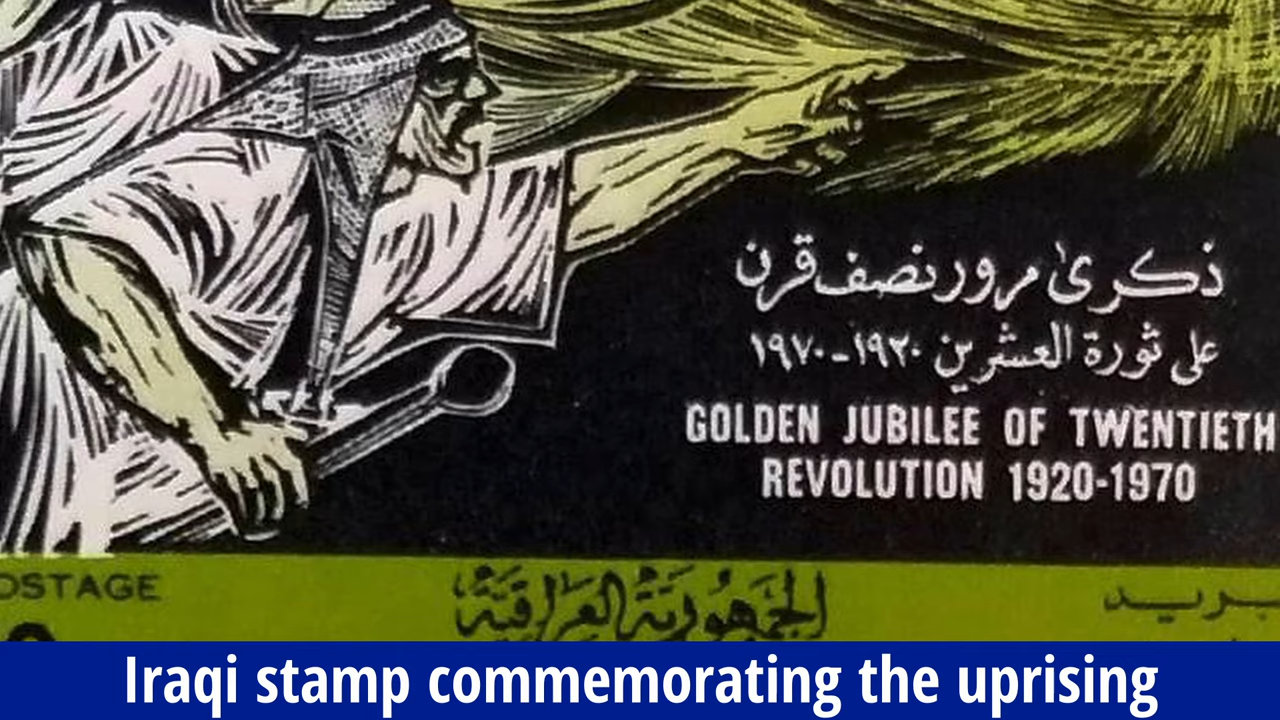 ذكرى مرور نصف قرن
على ثورة العشرين ١٩٢٠-١٩٧٠
GOLDEN JUBILEE OF TWENTIETH
REVOLUTION 1920-1970
OSTAGE
الجمهورية العراقية
بريد
Iraqi stamp commemorating the uprising